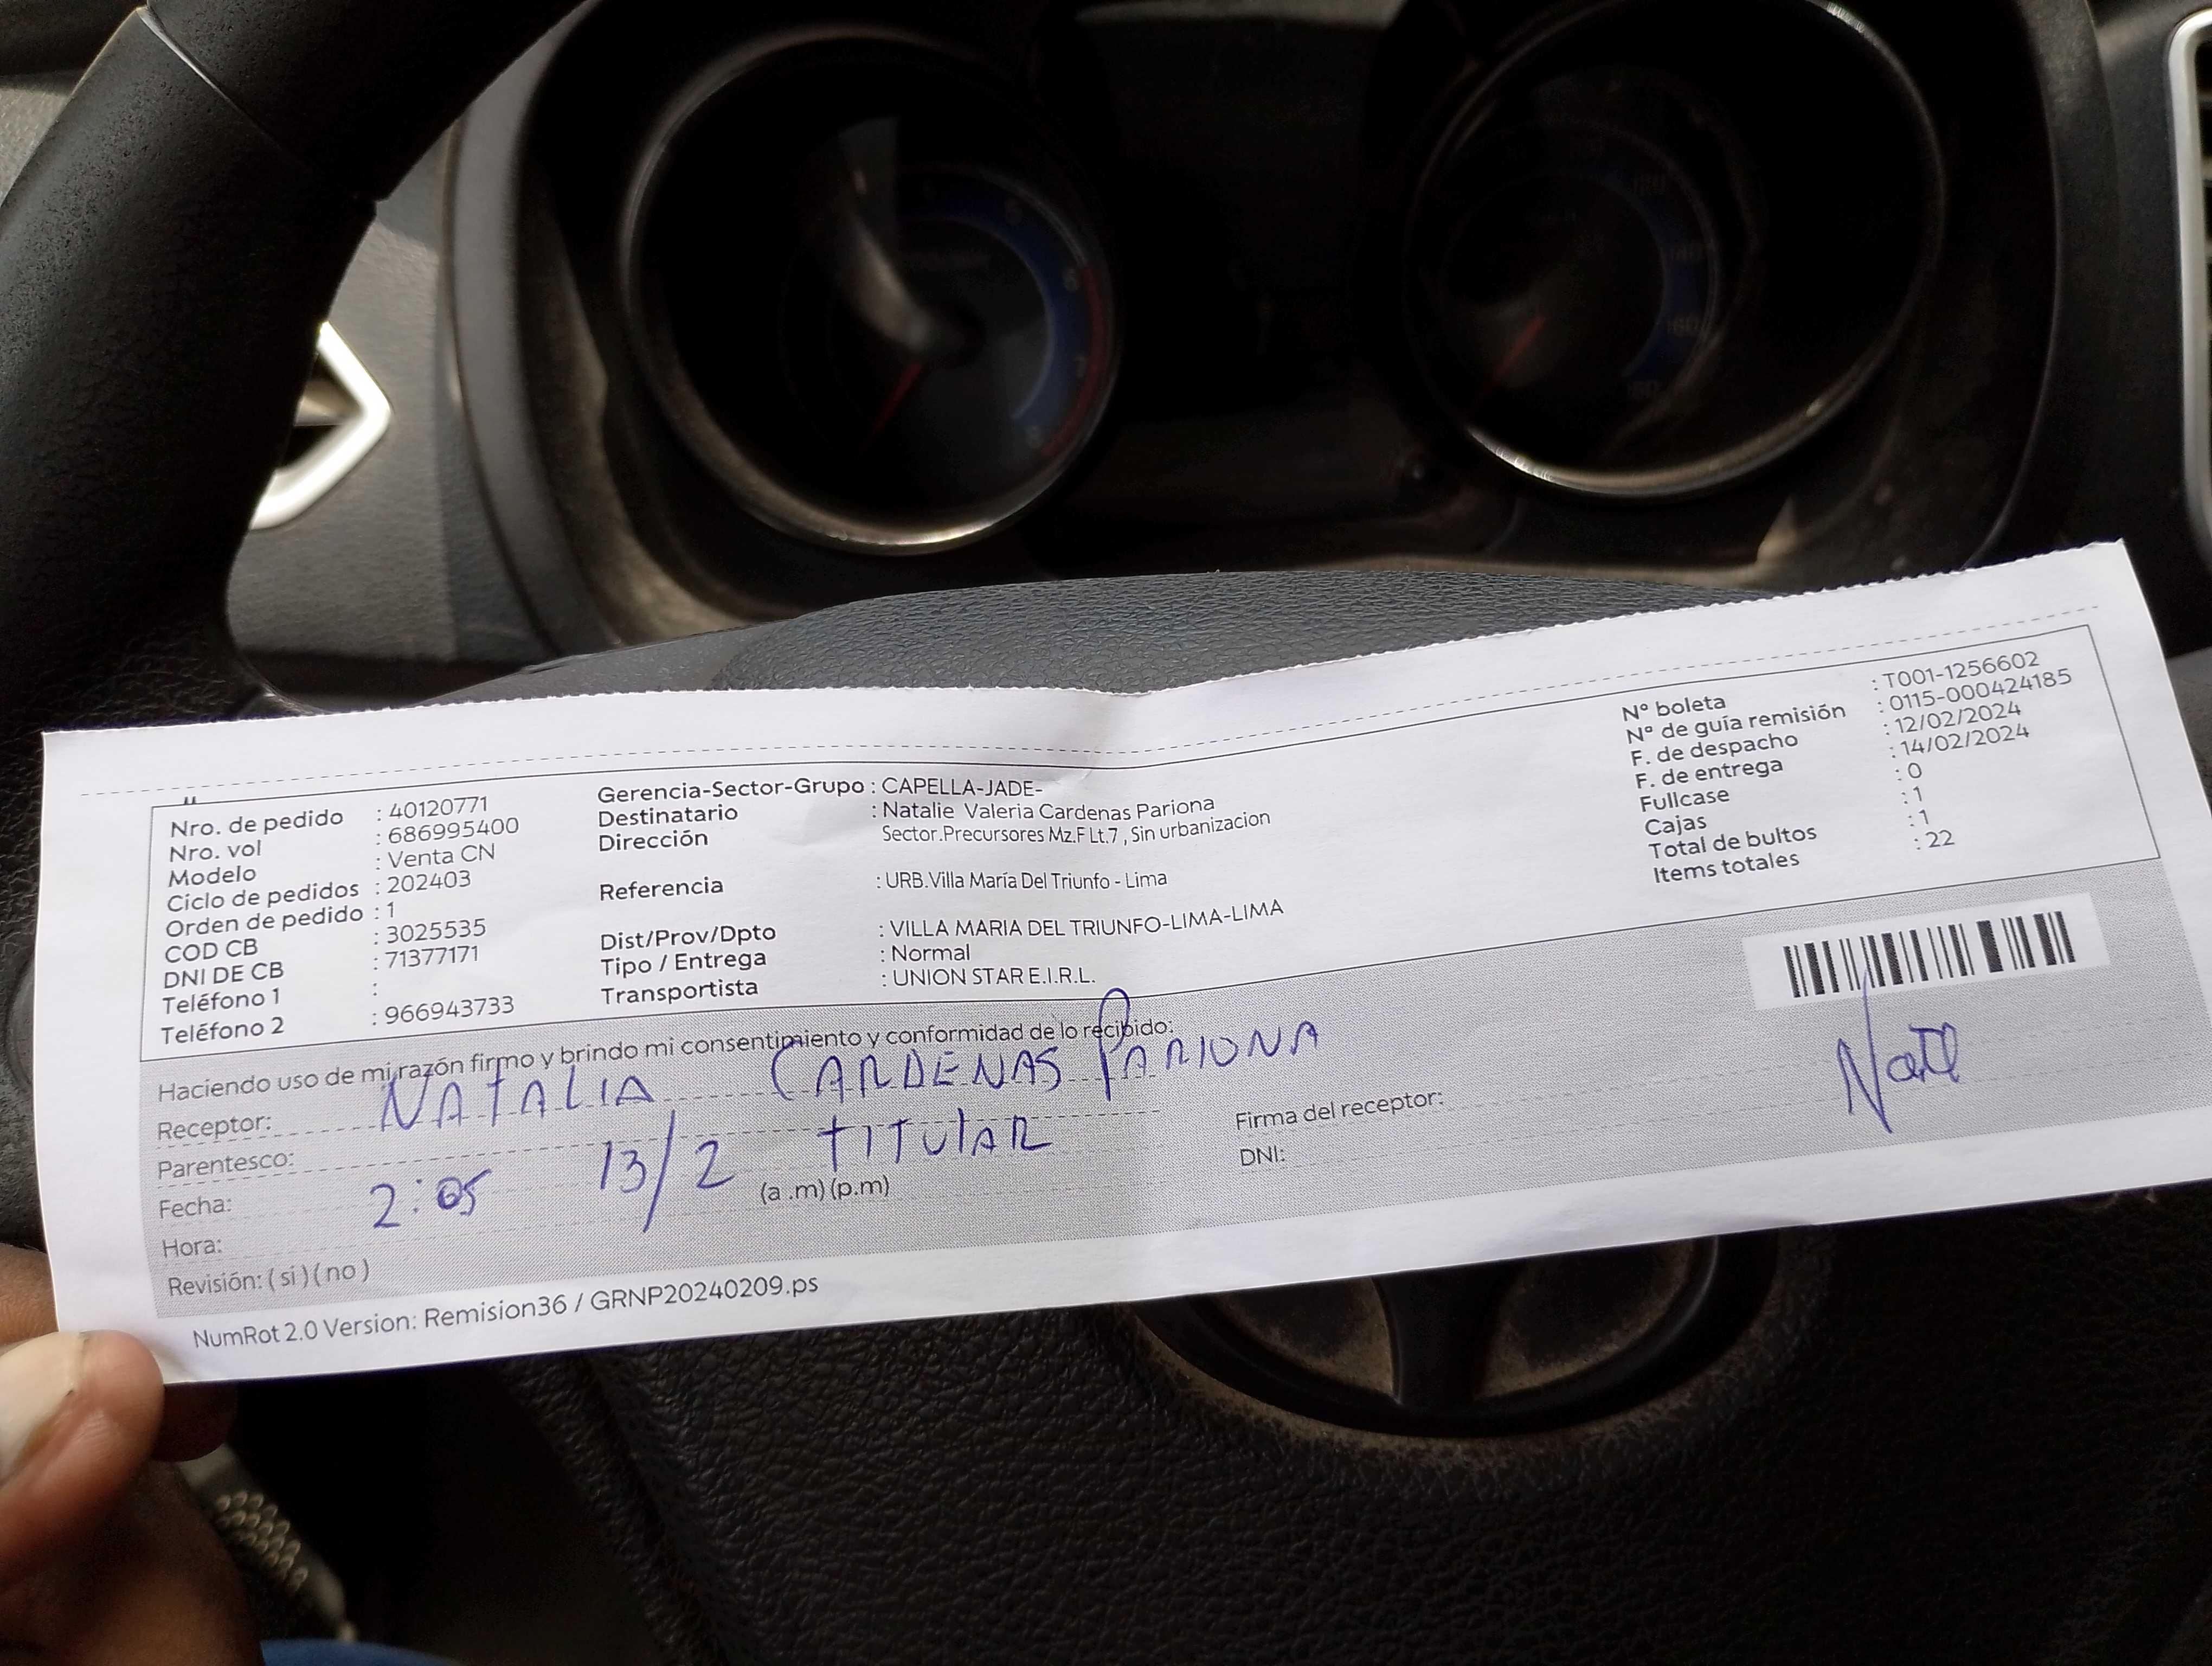 Nro. de pedido : 40120771
Nro. vol : 686995400
Modelo : Venta CN
Ciclo de pedidos : 202403
Orden de pedido : 1
COD CB : 3025535
DNI DE CB : 71377171
Teléfono 1 :
Teléfono 2 : 966943733
Gerencia-Sector-Grupo : CAPELLA-JADE-
Destinatario : Natalie Valeria Cardenas Pariona
Dirección Sector.Precursores Mz.F Lt.7 , Sin urbanizacion
Referencia : URB.Villa María Del Triunfo - Lima
Dist/Prov/Dpto : VILLA MARIA DEL TRIUNFO-LIMA-LIMA
Tipo / Entrega : Normal
Transportista : UNION STAR E.I.R.L.
Nº boleta : T001-1256602
Nº de guía remisión : 0115-000424185
F. de despacho : 12/02/2024
F. de entrega : 14/02/2024
Fullcase : 0
Cajas : 1
Total de bultos : 1
Items totales : 22
Haciendo uso de mi razón firmo y brindo mi consentimiento y conformidad de lo recibido:
Receptor: NATALIA CARDENAS PARIONA
Parentesco: TITULAR
Fecha: 13/2
Hora: 2:05 (a .m) (p.m)
Revisión: ( si ) ( no )
Firma del receptor: Nate
DNI:
NumRot 2.0 Version: Remision36 / GRNP20240209.ps